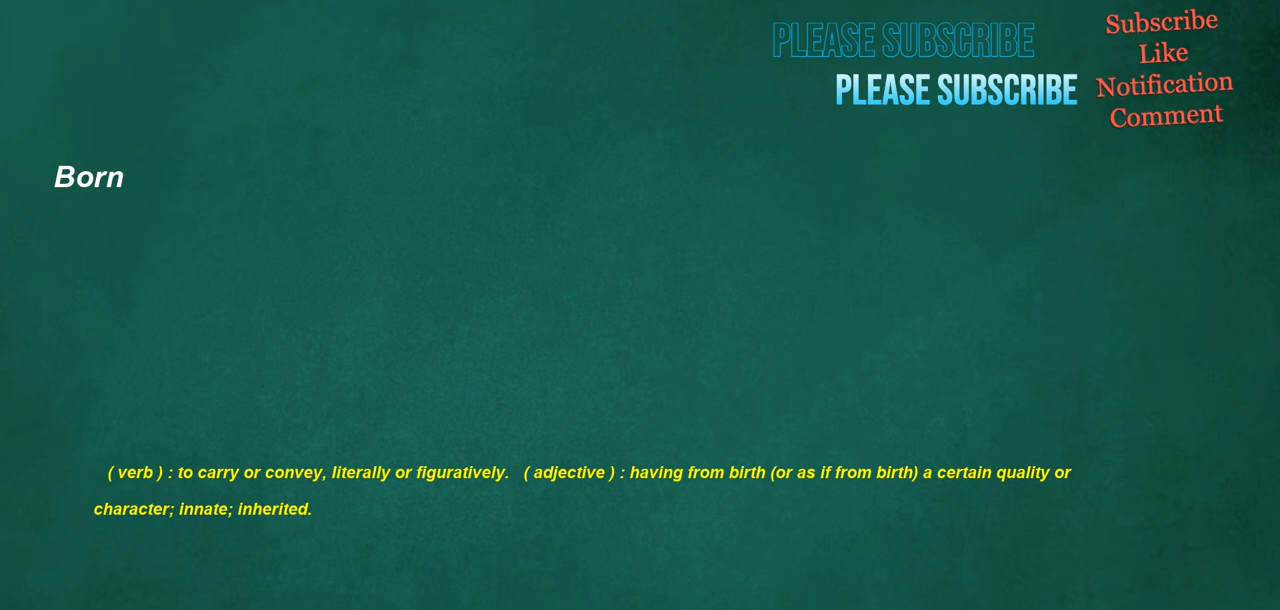 PLEASE SUBSCRIBE
PLEASE SUBSCRIBE
Subscribe
Like
Notification
Comment
Born
( verb ) : to carry or convey, literally or figuratively. ( adjective ) : having from birth (or as if from birth) a certain quality or
character; innate; inherited.